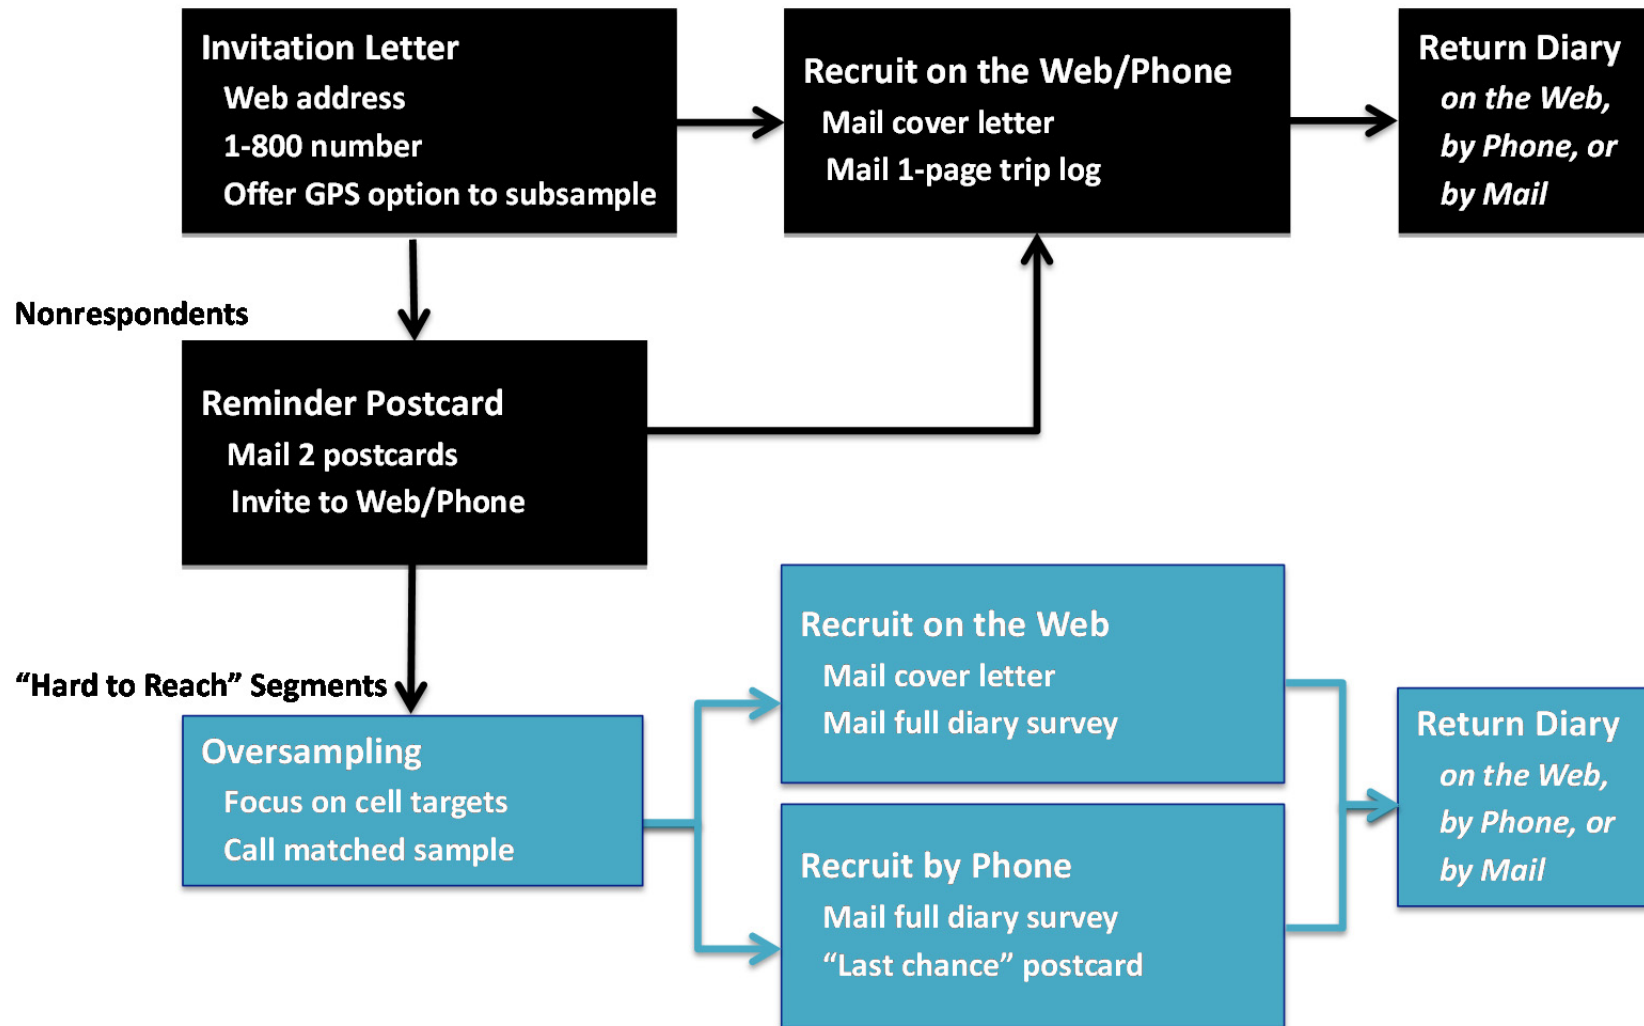 Invitation Letter
Web address
1-800 number
Offer GPS option to subsample
Recruit on the Web/Phone
Mail cover letter
Mail 1-page trip log
Return Diary
on the Web,
by Phone, or
by Mail
Nonrespondents
Reminder Postcard
Mail 2 postcards
Invite to Web/Phone
“Hard to Reach” Segments
Oversampling
Focus on cell targets
Call matched sample
Recruit on the Web
Mail cover letter
Mail full diary survey
Recruit by Phone
Mail full diary survey
“Last chance” postcard
Return Diary
on the Web,
by Phone, or
by Mail